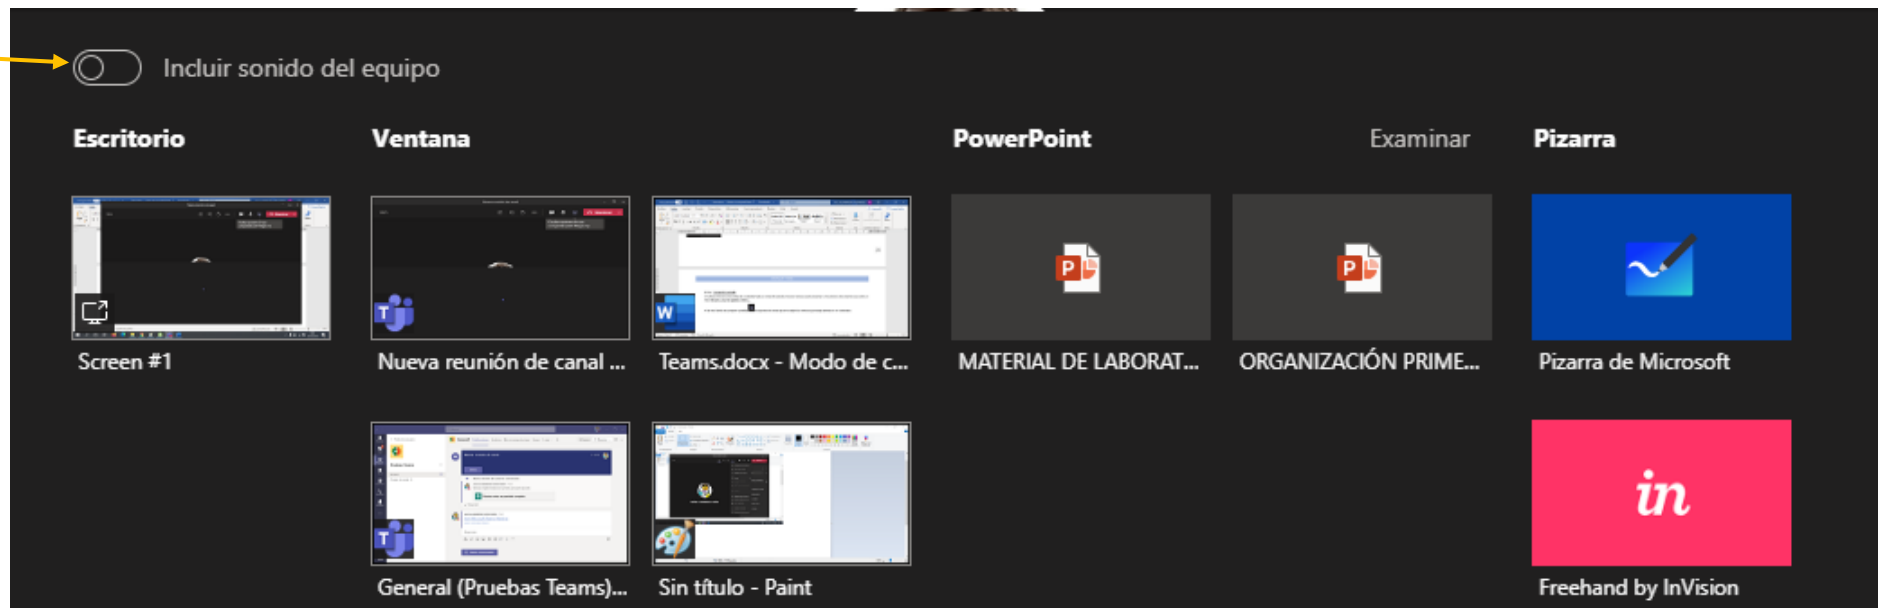 Incluir sonido del equipo
Escritorio
Ventana
PowerPoint
Examinar
Pizarra
Screen #1
Nueva reunión de canal ...
Teams.docx - Modo de c...
MATERIAL DE LABORAT...
ORGANIZACIÓN PRIME...
Pizarra de Microsoft
in
General (Pruebas Teams)...
Sin título - Paint
Freehand by InVision